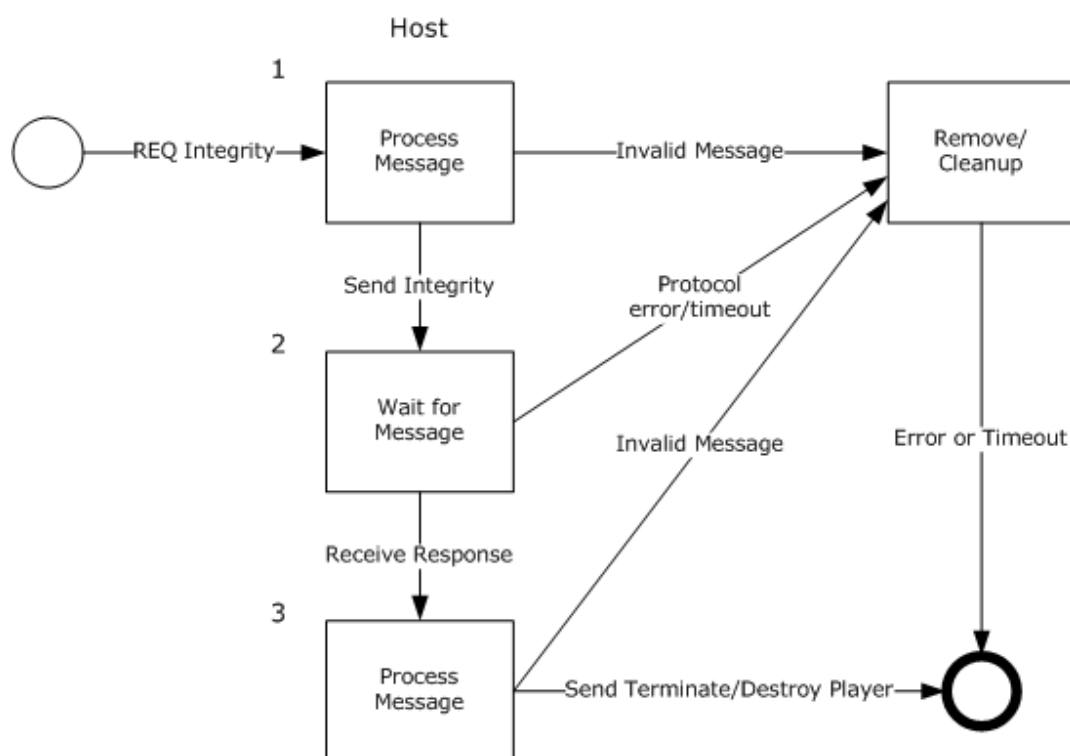 Host
1
Process
Message
REQ Integrity
Invalid Message
Remove/
Cleanup
Send Integrity
Protocol
error/timeout
2
Wait for
Message
Invalid Message
Error or Timeout
Receive Response
3
Process
Message
Send Terminate/Destroy Player